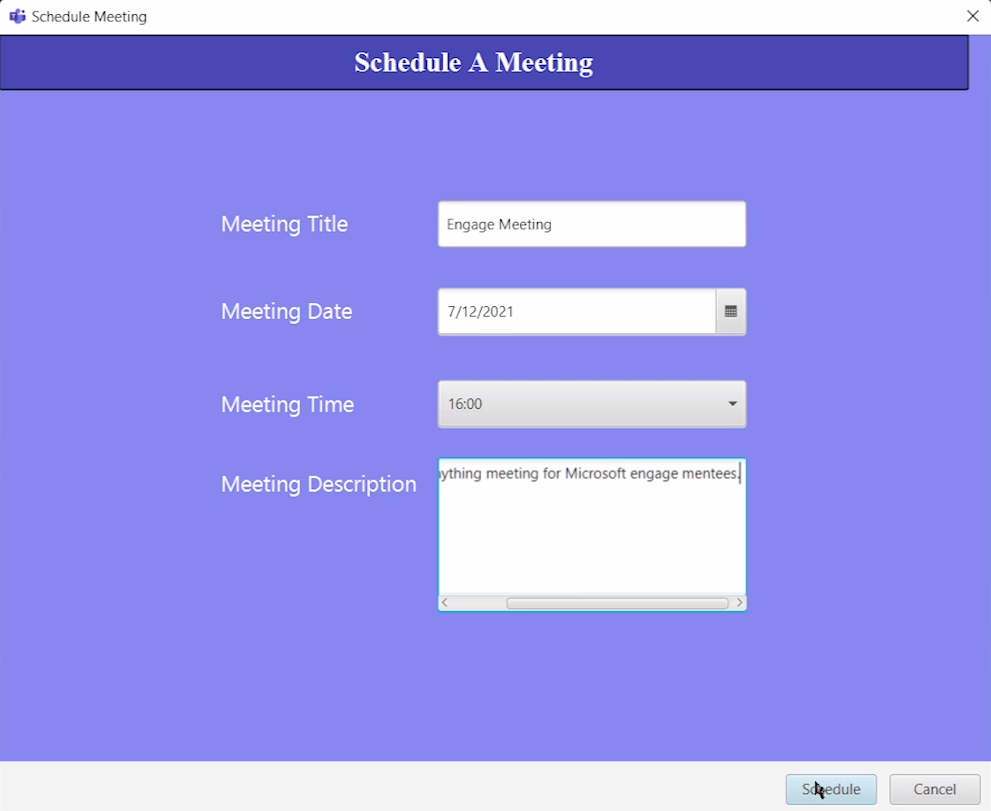 Schedule Meeting
Schedule A Meeting
Meeting Title
Engage Meeting
Meeting Date
7/12/2021
Meeting Time
16:00
Meeting Description
ything meeting for Microsoft engage mentees.
Schedule
Cancel